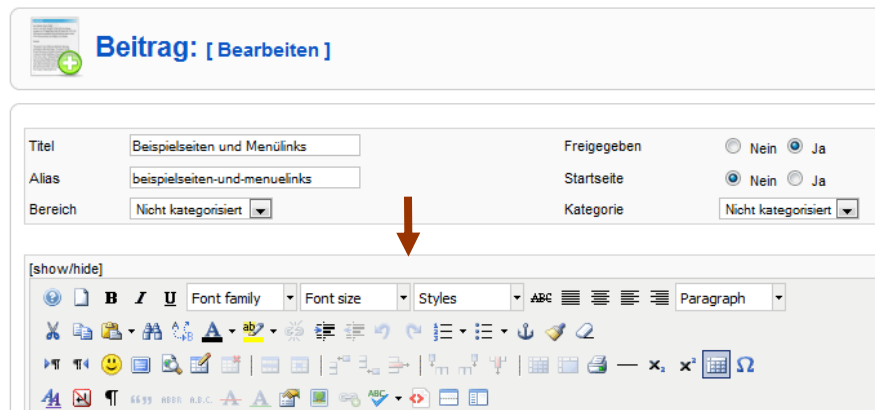 Beitrag: [ Bearbeiten ]
Titel Beispielseiten und Menülinks Freigegeben Nein Ja
Alias beispielseiten-und-menuelinks Startseite Nein Ja
Bereich Nicht kategorisiert Kategorie Nicht kategorisiert
[show/hide]
B I U Font family Font size Styles ABC Paragraph